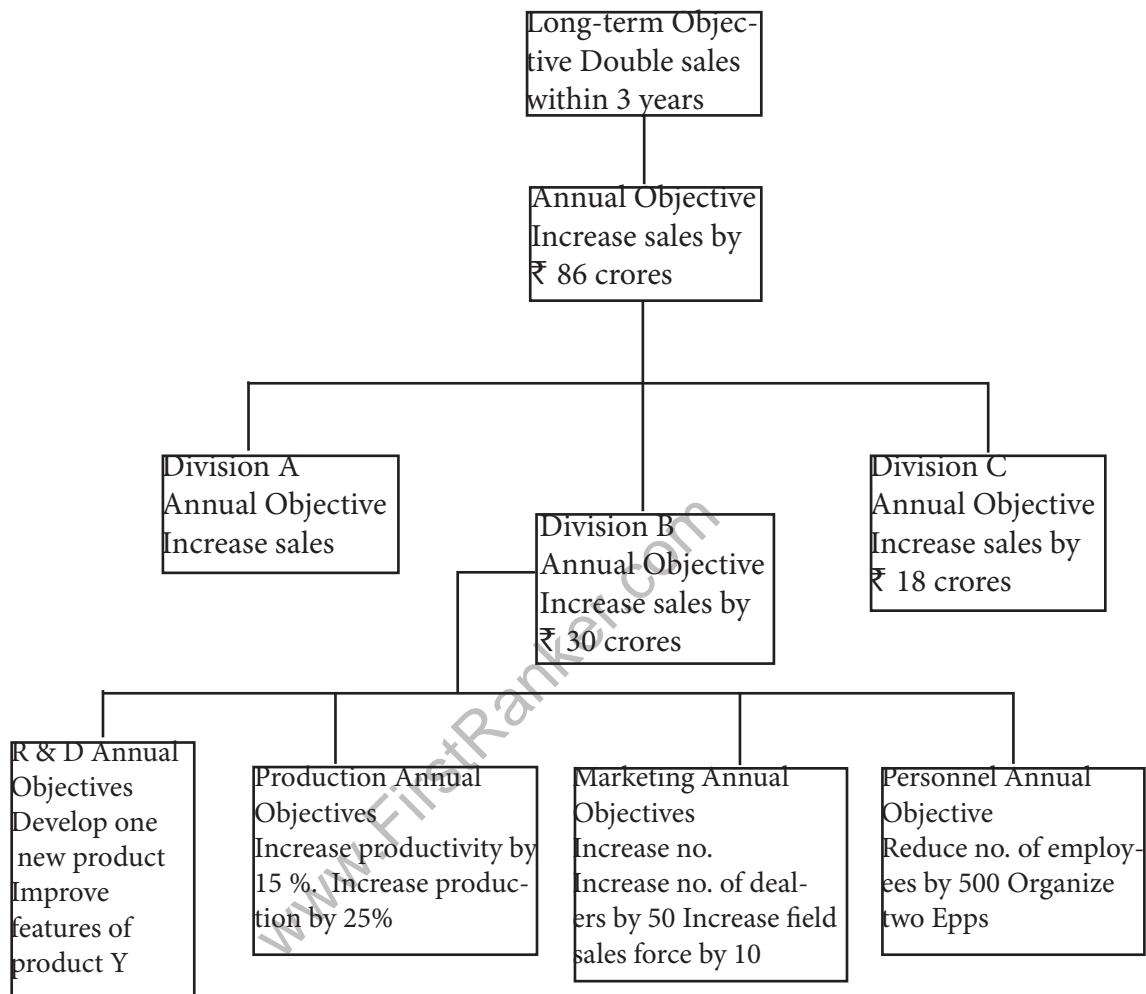 Long-term Objec-
tive Double sales
within 3 years
Annual Objective
Increase sales by
₹ 86 crores
Division A
Annual Objective
Increase sales
Division B
Annual Objective
Increase sales by
₹ 30 crores
Division C
Annual Objective
Increase sales by
₹ 18 crores
R & D Annual
Objectives
Develop one
new product
Improve
features of
product Y
Production Annual
Objectives
Increase productivity by
15 %. Increase produc-
tion by 25%
Marketing Annual
Objectives
Increase no.
Increase no. of deal-
ers by 50 Increase field
sales force by 10
Personnel Annual
Objective
Reduce no. of employ-
ees by 500 Organize
two Epps
www.FirstRanker.com